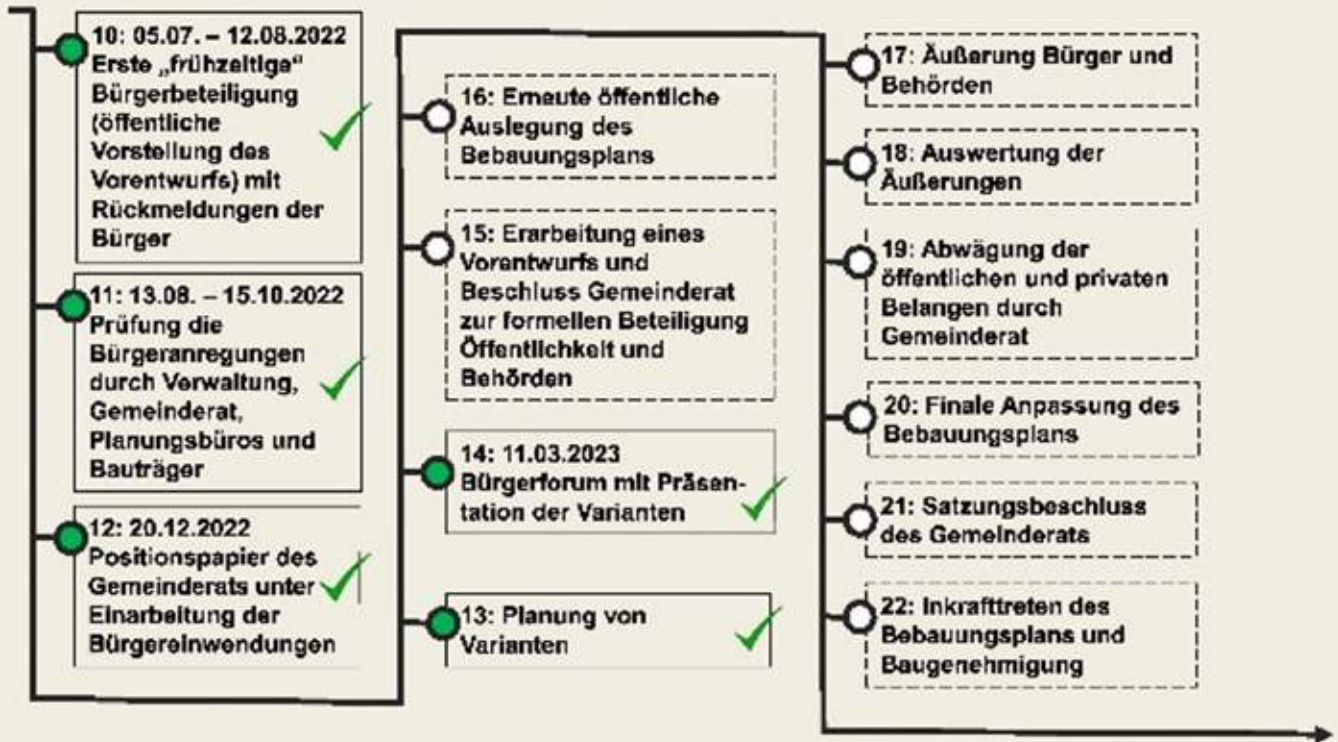 10: 05.07. – 12.08.2022
Erste „frühzeitige“
Bürgerbeteiligung
(öffentliche
Vorstellung des
Vorentwurfs) mit
Rückmeldungen der
Bürger
11: 13.08. – 15.10.2022
Prüfung die
Bürgeranregungen
durch Verwaltung,
Gemeinderat,
Planungsbüros und
Bauträger
12: 20.12.2022
Positionspapier des
Gemeinderats unter
Einarbeitung der
Bürgereinwendungen
13: Planung von
Varianten
14: 11.03.2023
Bürgerforum mit Präsen-
tation der Varianten
15: Erarbeitung eines
Vorentwurfs und
Beschluss Gemeinderat
zur formellen Beteiligung
Öffentlichkeit und
Behörden
16: Erneute öffentliche
Auslegung des
Bebauungsplans
17: Äußerung Bürger und
Behörden
18: Auswertung der
Äußerungen
19: Abwägung der
öffentlichen und privaten
Belangen durch
Gemeinderat
20: Finale Anpassung des
Bebauungsplans
21: Satzungsbeschluss
des Gemeinderats
22: Inkrafttreten des
Bebauungsplans und
Baugenehmigung